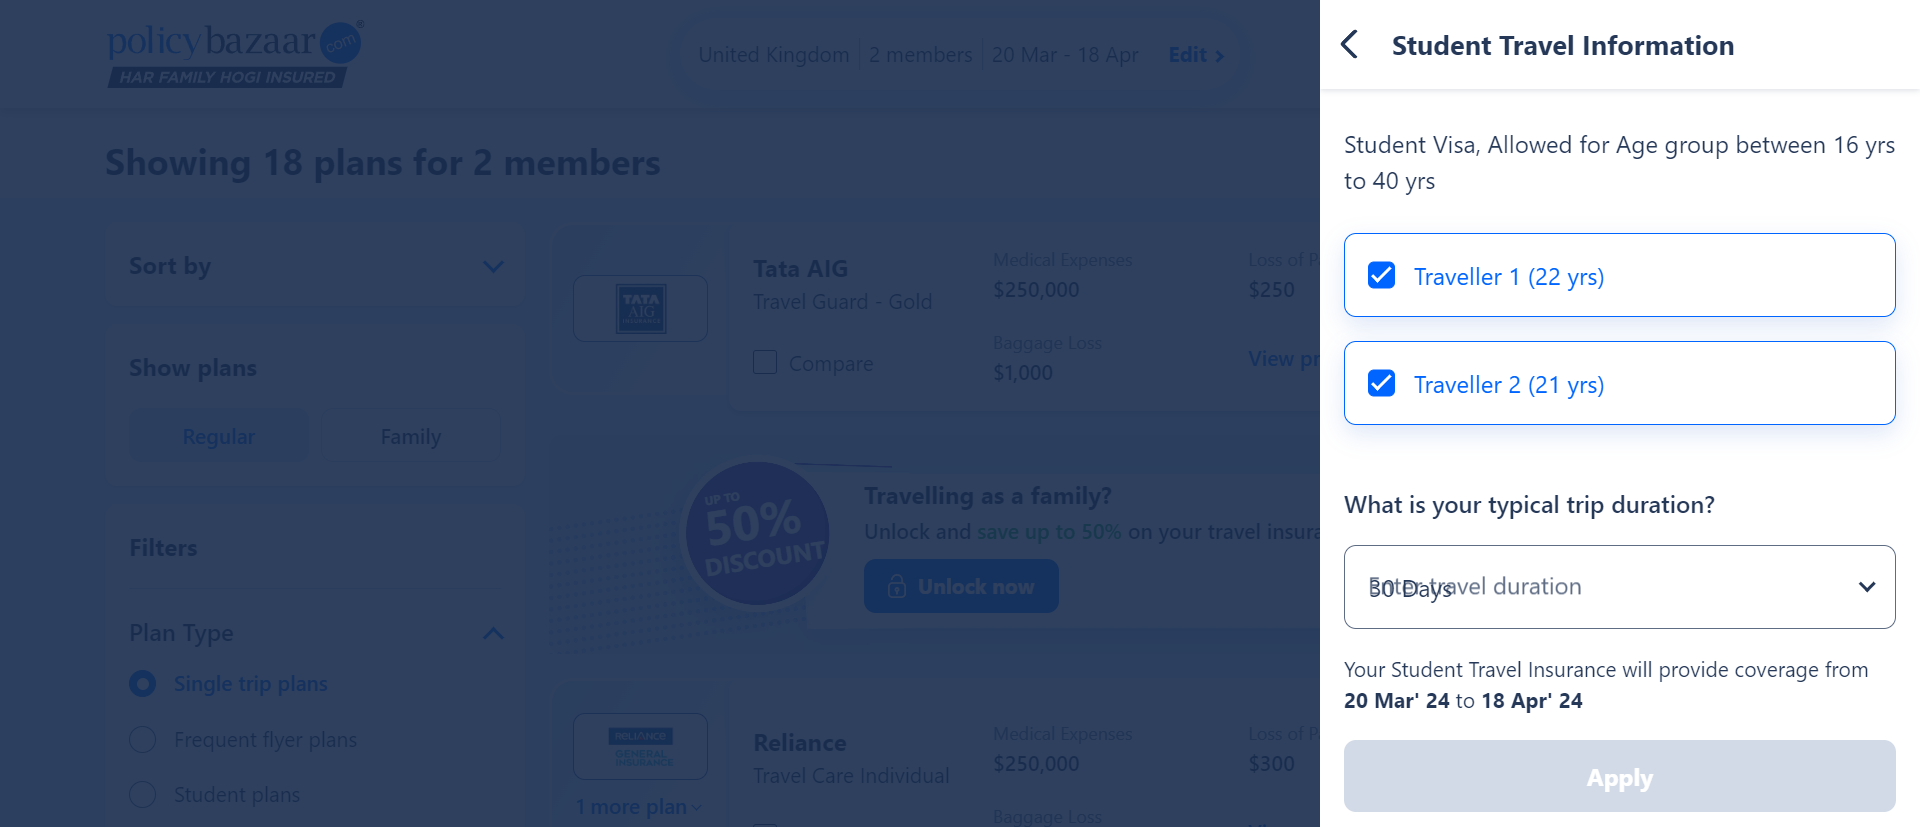 policybazaar com®
HAR FAMILY HOGI INSURED
United Kingdom 2 members 20 Mar - 18 Apr Edit
Showing 18 plans for 2 members
Sort by
Show plans
Regular Family
Filters
Plan Type
Single trip plans
Frequent flyer plans
Student plans
TATA
AIG
INSURANCE
Tata AIG
Travel Guard - Gold
Compare
Medical Expenses
$250,000
Baggage Loss
$1,000
Loss of
$250
View
UP TO
50%
DISCOUNT
Travelling as a family?
Unlock and save up to 50% on your travel
Unlock now
RELIANCE
GENERAL
INSURANCE
1 more plan
Reliance
Travel Care Individual
Medical Expenses
$250,000
Baggage Loss
Loss of
$300
Student Travel Information
Student Visa, Allowed for Age group between 16 yrs
to 40 yrs
Traveller 1 (22 yrs)
Traveller 2 (21 yrs)
What is your typical trip duration?
Enter travel duration
30 Days
Your Student Travel Insurance will provide coverage from
20 Mar' 24 to 18 Apr' 24
Apply